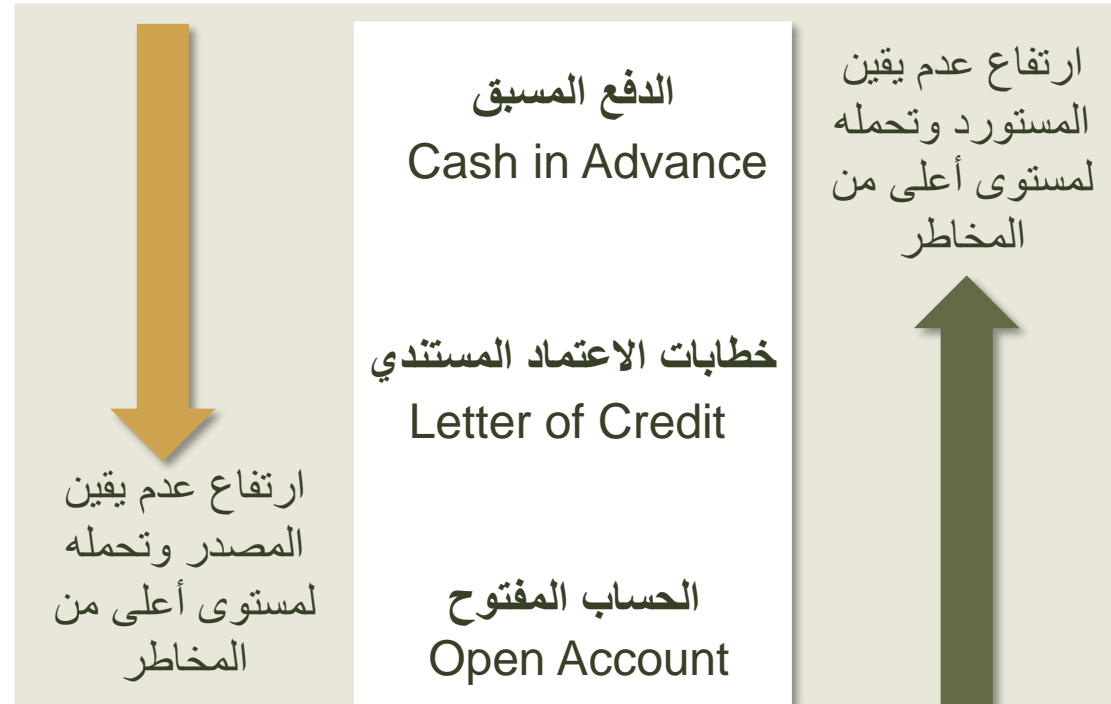 ارتفاع عدم يقين
المستورد وتحمله
لمستوى أعلى من
المخاطر
الدفع المسبق
Cash in Advance
خطابات الاعتماد المستندي
Letter of Credit
الحساب المفتوح
Open Account
ارتفاع عدم يقين
المصدر وتحمله
لمستوى أعلى من
المخاطر